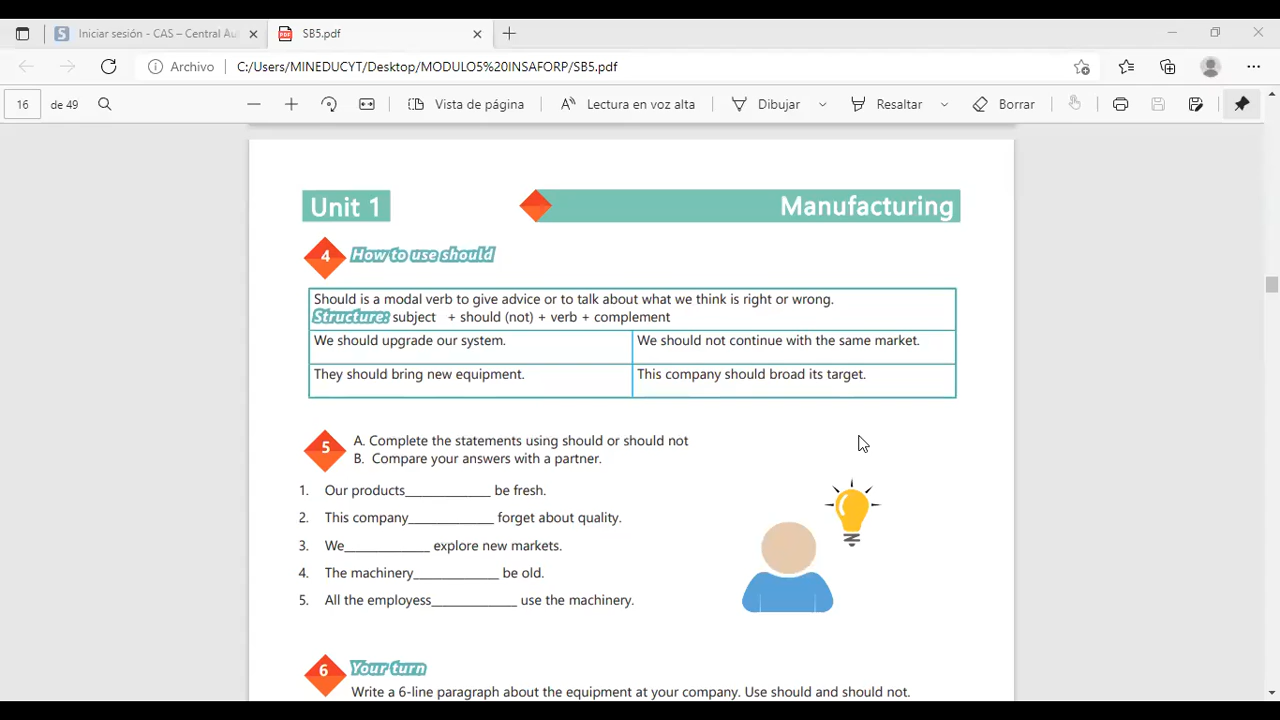 Iniciar sesión - CAS – Central Au
SB5.pdf
Archivo
C:/Users/MINEDUCYT/Desktop/MODULO5%20INSAFORP/SB5.pdf
16
de 49
Vista de página
Lectura en voz alta
Dibujar
Resaltar
Borrar
Unit 1
Manufacturing
4 How to use should
Should is a modal verb to give advice or to talk about what we think is right or wrong.
Structure: subject + should (not) + verb + complement
We should upgrade our system.
We should not continue with the same market.
They should bring new equipment.
This company should broad its target.
5 A. Complete the statements using should or should not
B. Compare your answers with a partner.
1. Our products____________ be fresh.
2. This company____________ forget about quality.
3. We____________ explore new markets.
4. The machinery____________ be old.
5. All the employess____________ use the machinery.
6 Your turn
Write a 6-line paragraph about the equipment at your company. Use should and should not.